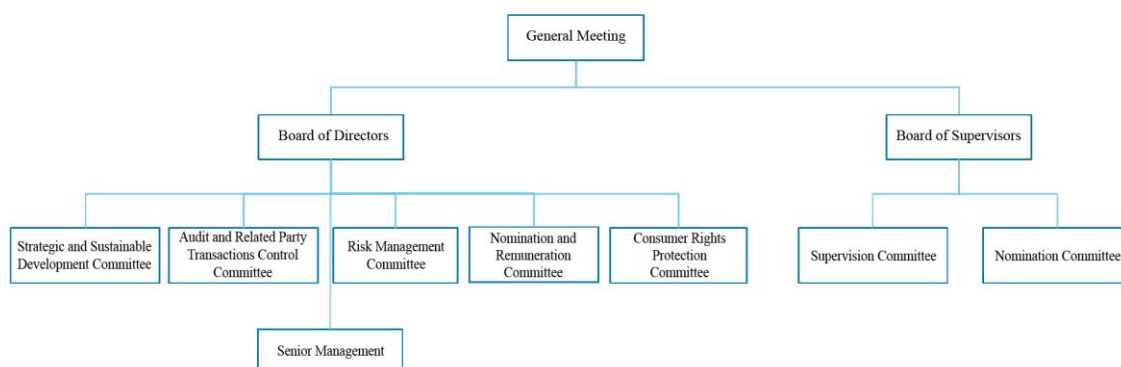 General Meeting
Board of Directors
Board of Supervisors
Strategic and Sustainable
Development Committee
Audit and Related Party
Transactions Control
Committee
Risk Management
Committee
Nomination and
Remuneration
Committee
Consumer Rights
Protection
Committee
Supervision Committee
Nomination Committee
Senior Management